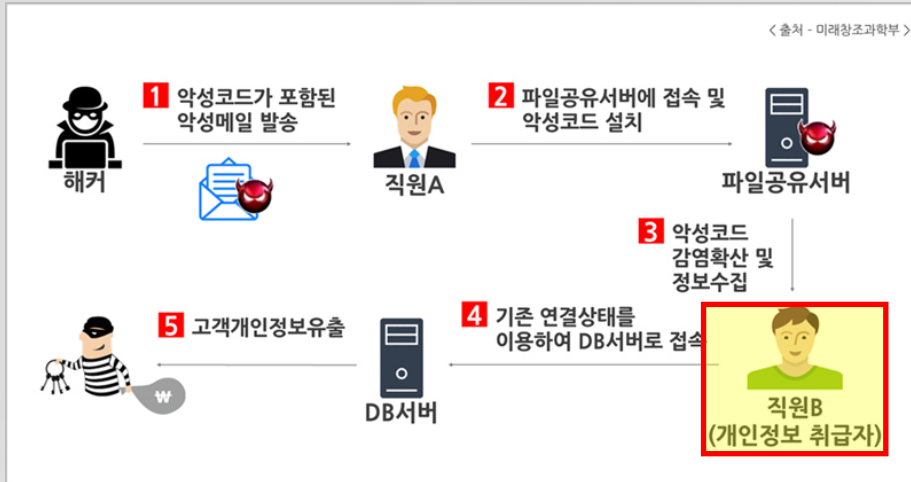 < 출처 - 미래창조과학부 >
1 악성코드가 포함된
악성메일 발송
해커
직원A
2 파일공유서버에 접속 및
악성코드 설치
파일공유서버
3 악성코드
감염확산 및
정보수집
직원B
(개인정보 취급자)
4 기존 연결상태를
이용하여 DB서버로 접속
DB서버
5 고객개인정보유출
₩